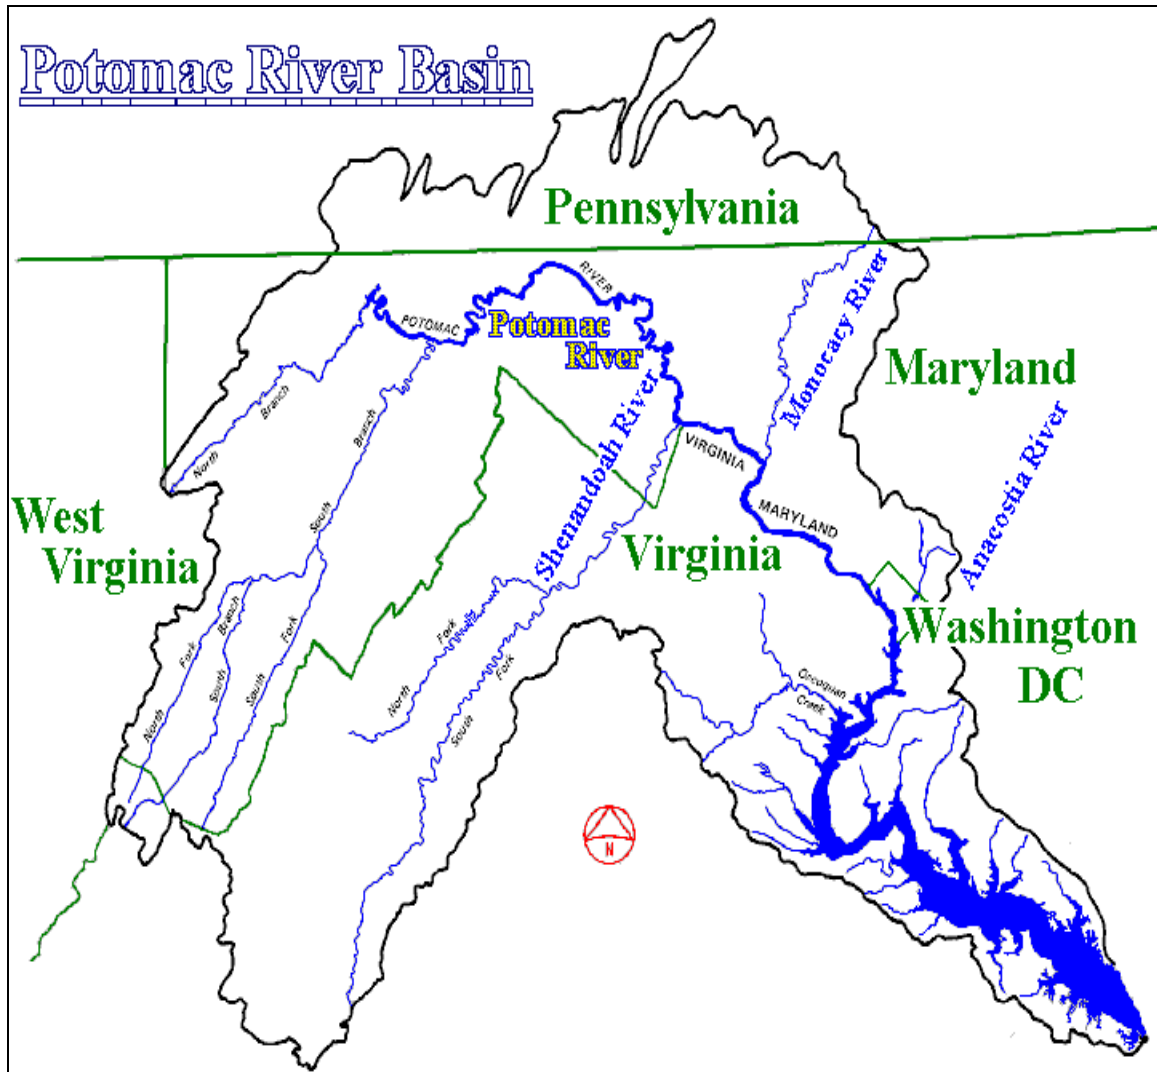 Potomac River Basin
Pennsylvania
RIVER
POTOMAC
Potomac
River
Monocary River
Maryland
Branch
North
Branch
South
Shenandoah River
VIRGINIA
MARYLAND
Anacostia River
West
Virginia
Virginia
Washington
DC
Fork
Branch
South
North
Fork
South
Fork
North
Fork
South
Occoquan
Creek
N